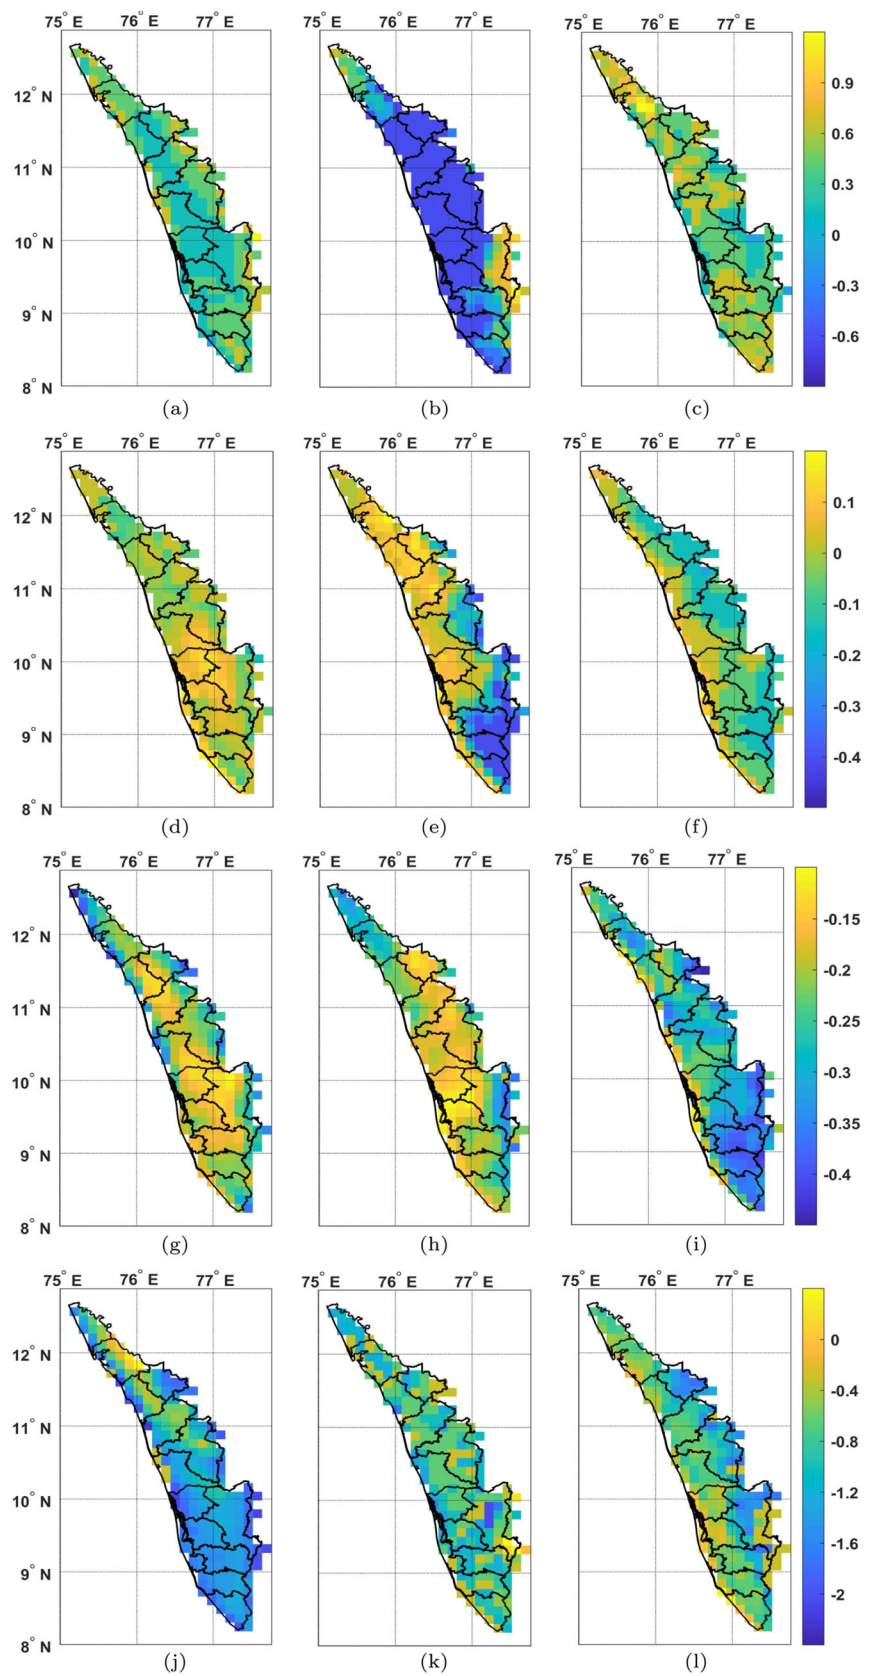 75° E 76° E 77° E 75° E 76° E 77° E 75° E 76° E 77° E
12° N
11° N
10° N
9° N
8° N
0.9
0.6
0.3
0
-0.3
-0.6
(a) (b) (c)
75° E 76° E 77° E 75° E 76° E 77° E 75° E 76° E 77° E
12° N
11° N
10° N
9° N
8° N
0.1
0
-0.1
-0.2
-0.3
-0.4
(d) (e) (f)
75° E 76° E 77° E 75° E 76° E 77° E 75° E 76° E 77° E
12° N
11° N
10° N
9° N
8° N
-0.15
-0.2
-0.25
-0.3
-0.35
-0.4
(g) (h) (i)
75° E 76° E 77° E 75° E 76° E 77° E 75° E 76° E 77° E
12° N
11° N
10° N
9° N
8° N
0
-0.4
-0.8
-1.2
-1.6
-2
(j) (k) (l)